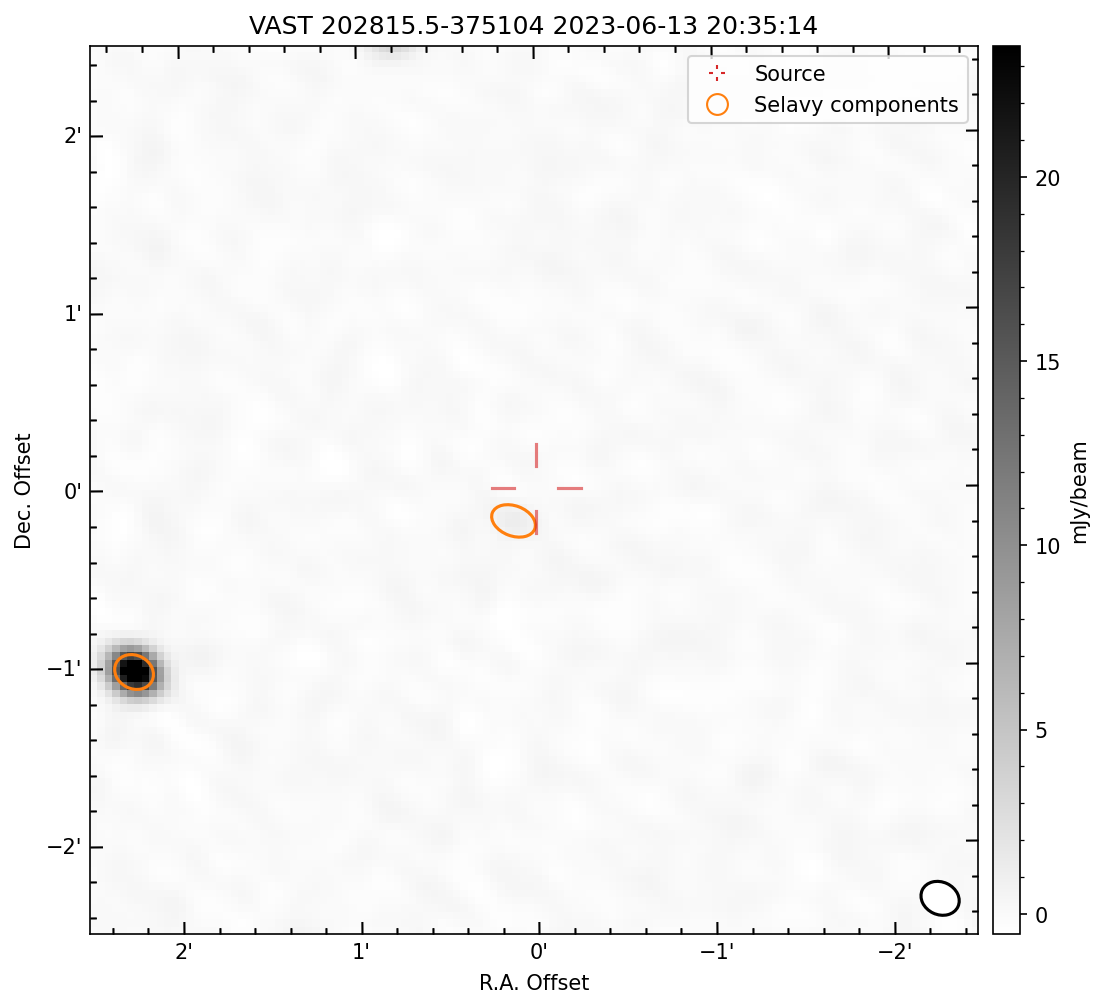 VAST 202815.5-375104 2023-06-13 20:35:14
Source
Selavy components
2'
1'
0'
−1'
−2'
Dec. Offset
2'
1'
0'
−1'
−2'
R.A. Offset
20
15
10
5
0
mJy/beam